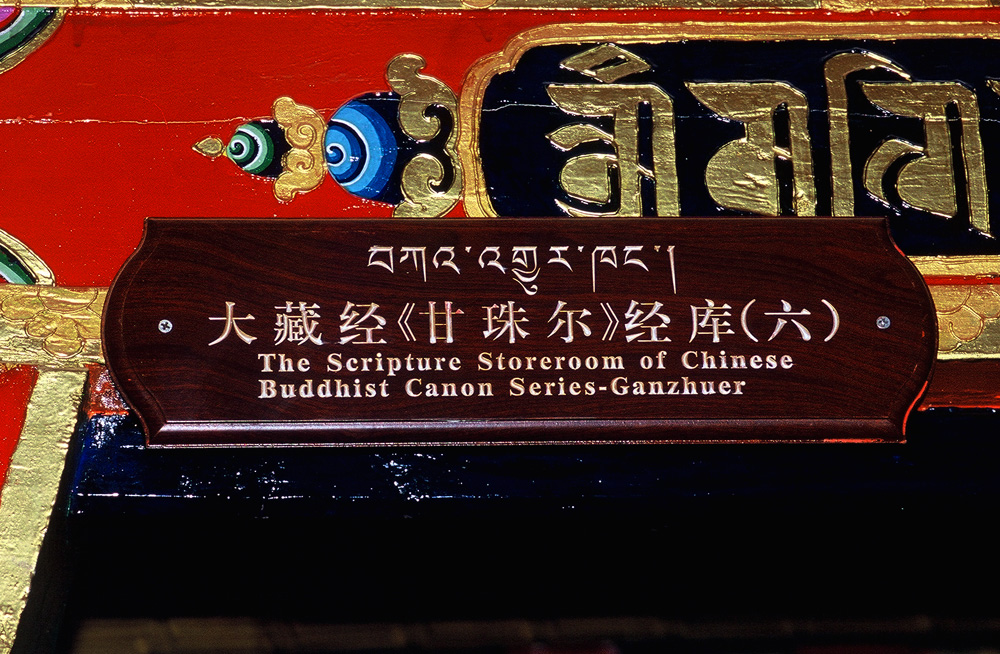 བཀའ་འགྱུར་ཁང་།
大藏经《甘珠尔》经库(六)
The Scripture Storeroom of Chinese
Buddhist Canon Series-Ganzhuer